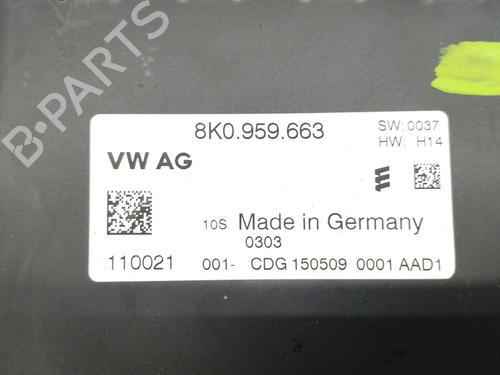 8K0.959.663
SW:0037
HW: H14
VW AG
10S Made in Germany
0303
110021 001- CDG 150509 0001 AAD1
B-PARTS